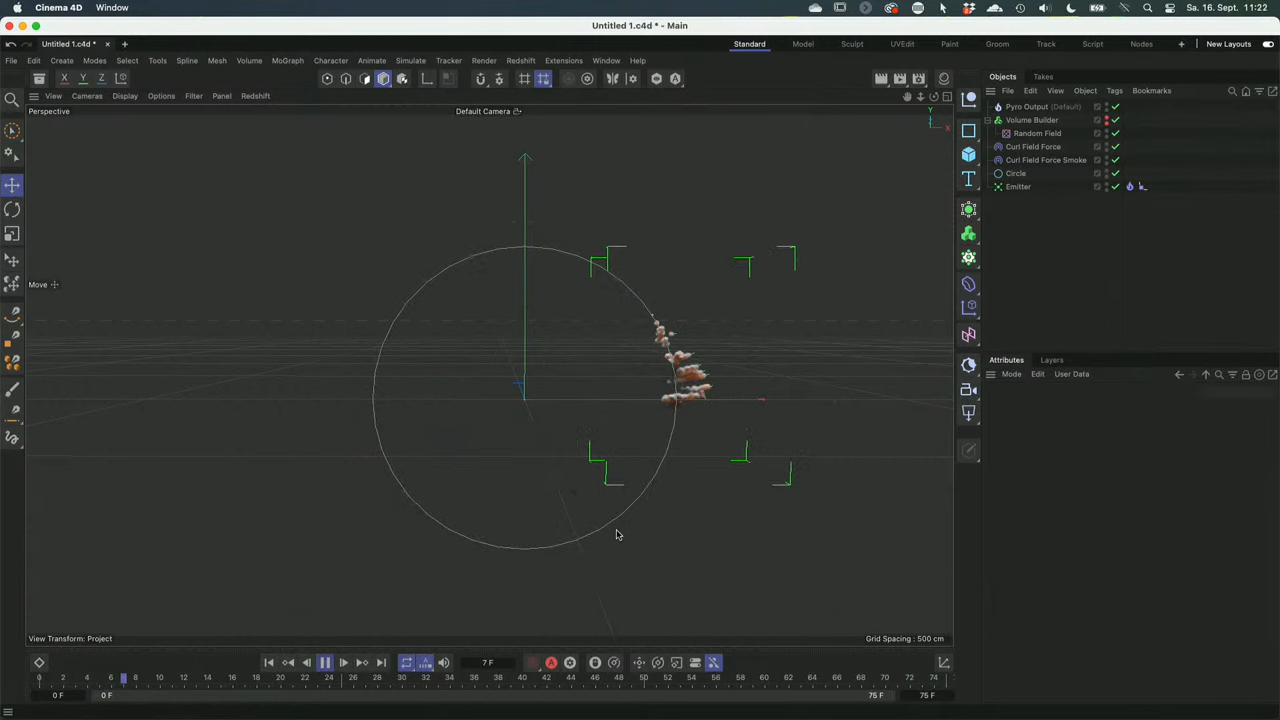 Cinema 4D Window
Sa. 16. Sept. 11:22
Untitled 1.c4d * - Main
Untitled 1.c4d *
Standard Model Sculpt UVEdit Paint Groom Track Script Nodes New Layouts
File Edit Create Modes Select Tools Spline Mesh Volume MoGraph Character Animate Simulate Tracker Render Redshift Extensions Window Help
X Y Z
Objects Takes
View Cameras Display Options Filter Panel Redshift
File Edit View Object Tags Bookmarks
Perspective
Default Camera
Y
X
Pyro Output (Default)
Volume Builder
Random Field
Curl Field Force
Curl Field Force Smoke
Circle
Emitter
Move
Attributes Layers
Mode Edit User Data
View Transform: Project
Grid Spacing : 500 cm
7 F
0 2 4 6 8 10 12 14 16 18 20 22 24 26 28 30 32 34 36 38 40 42 44 46 48 50 52 54 56 58 60 62 64 66 68 70 72 74
0 F 0 F 75 F 75 F